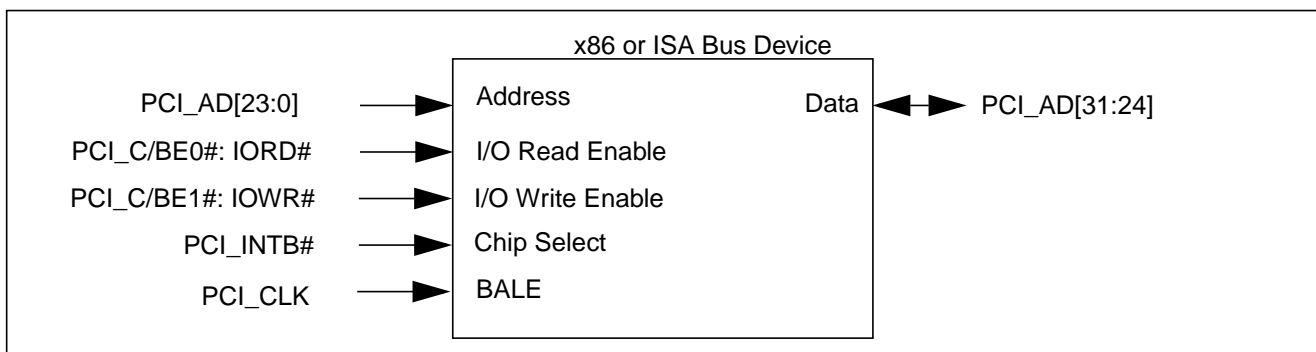 x86 or ISA Bus Device
PCI_AD[23:0] Address Data PCI_AD[31:24]
PCI_C/BE0#: IORD# I/O Read Enable
PCI_C/BE1#: IOWR# I/O Write Enable
PCI_INTB# Chip Select
PCI_CLK BALE